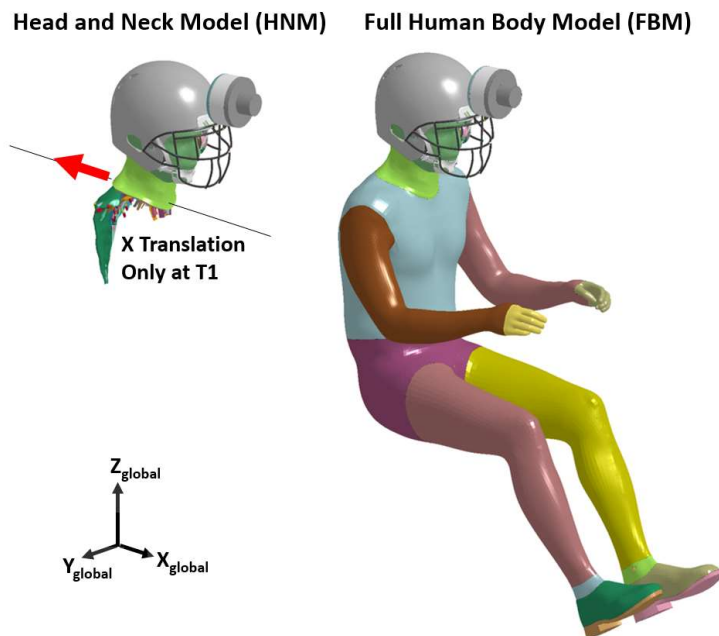 Head and Neck Model (HNM)
Full Human Body Model (FBM)
X Translation
Only at T1
Zglobal
Yglobal
Xglobal